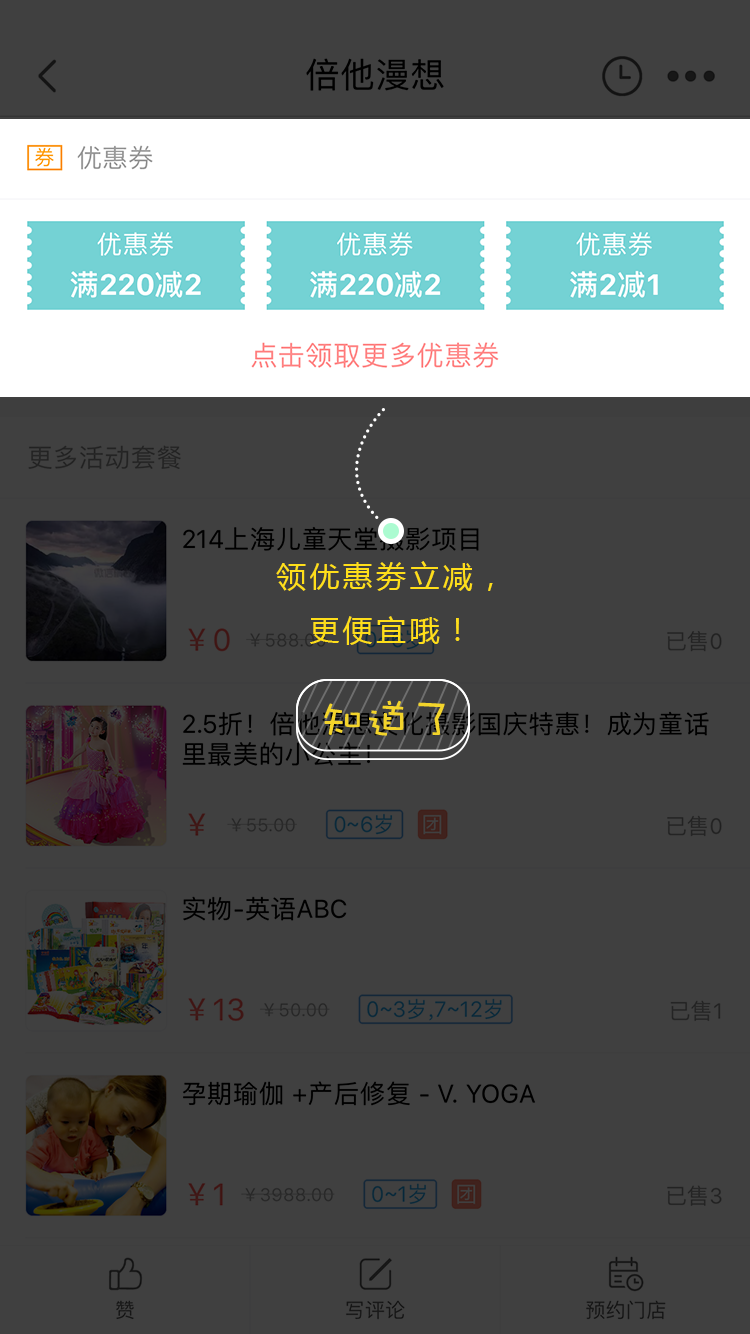 倍他漫想
券 优惠券
优惠券 优惠券 优惠券
满220减2 满220减2 满2减1
点击领取更多优惠券
更多活动套餐
214上海儿童天堂摄影项目
领优惠劵立减，
更便宜哦！
￥0 ￥588.00 已售0
知道了
2.5折！倍他漫想文化摄影国庆特惠！成为童话
里最美的小公主！
￥ ￥55.00 0~6岁 团 已售0
实物-英语ABC
￥13 ￥50.00 0~3岁,7~12岁 已售1
孕期瑜伽 +产后修复 - V. YOGA
￥1 ￥3988.00 0~1岁 团 已售3
赞 写评论 预约门店